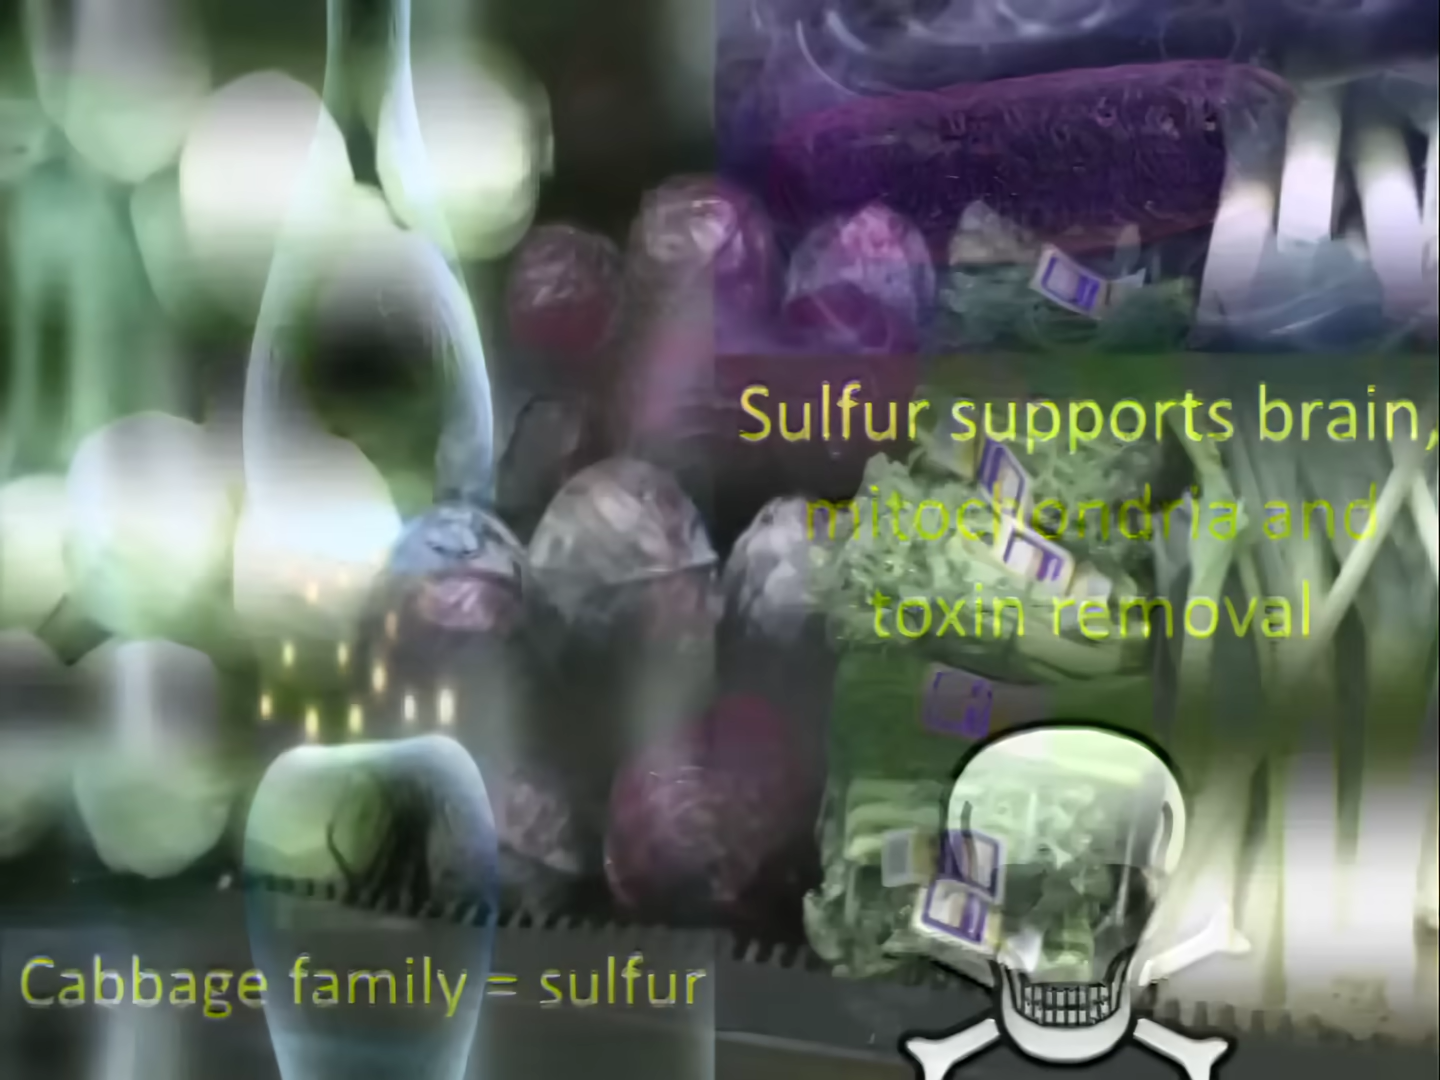 Sulfur supports brain,
mitochondria and
toxin removal
Cabbage family = sulfur